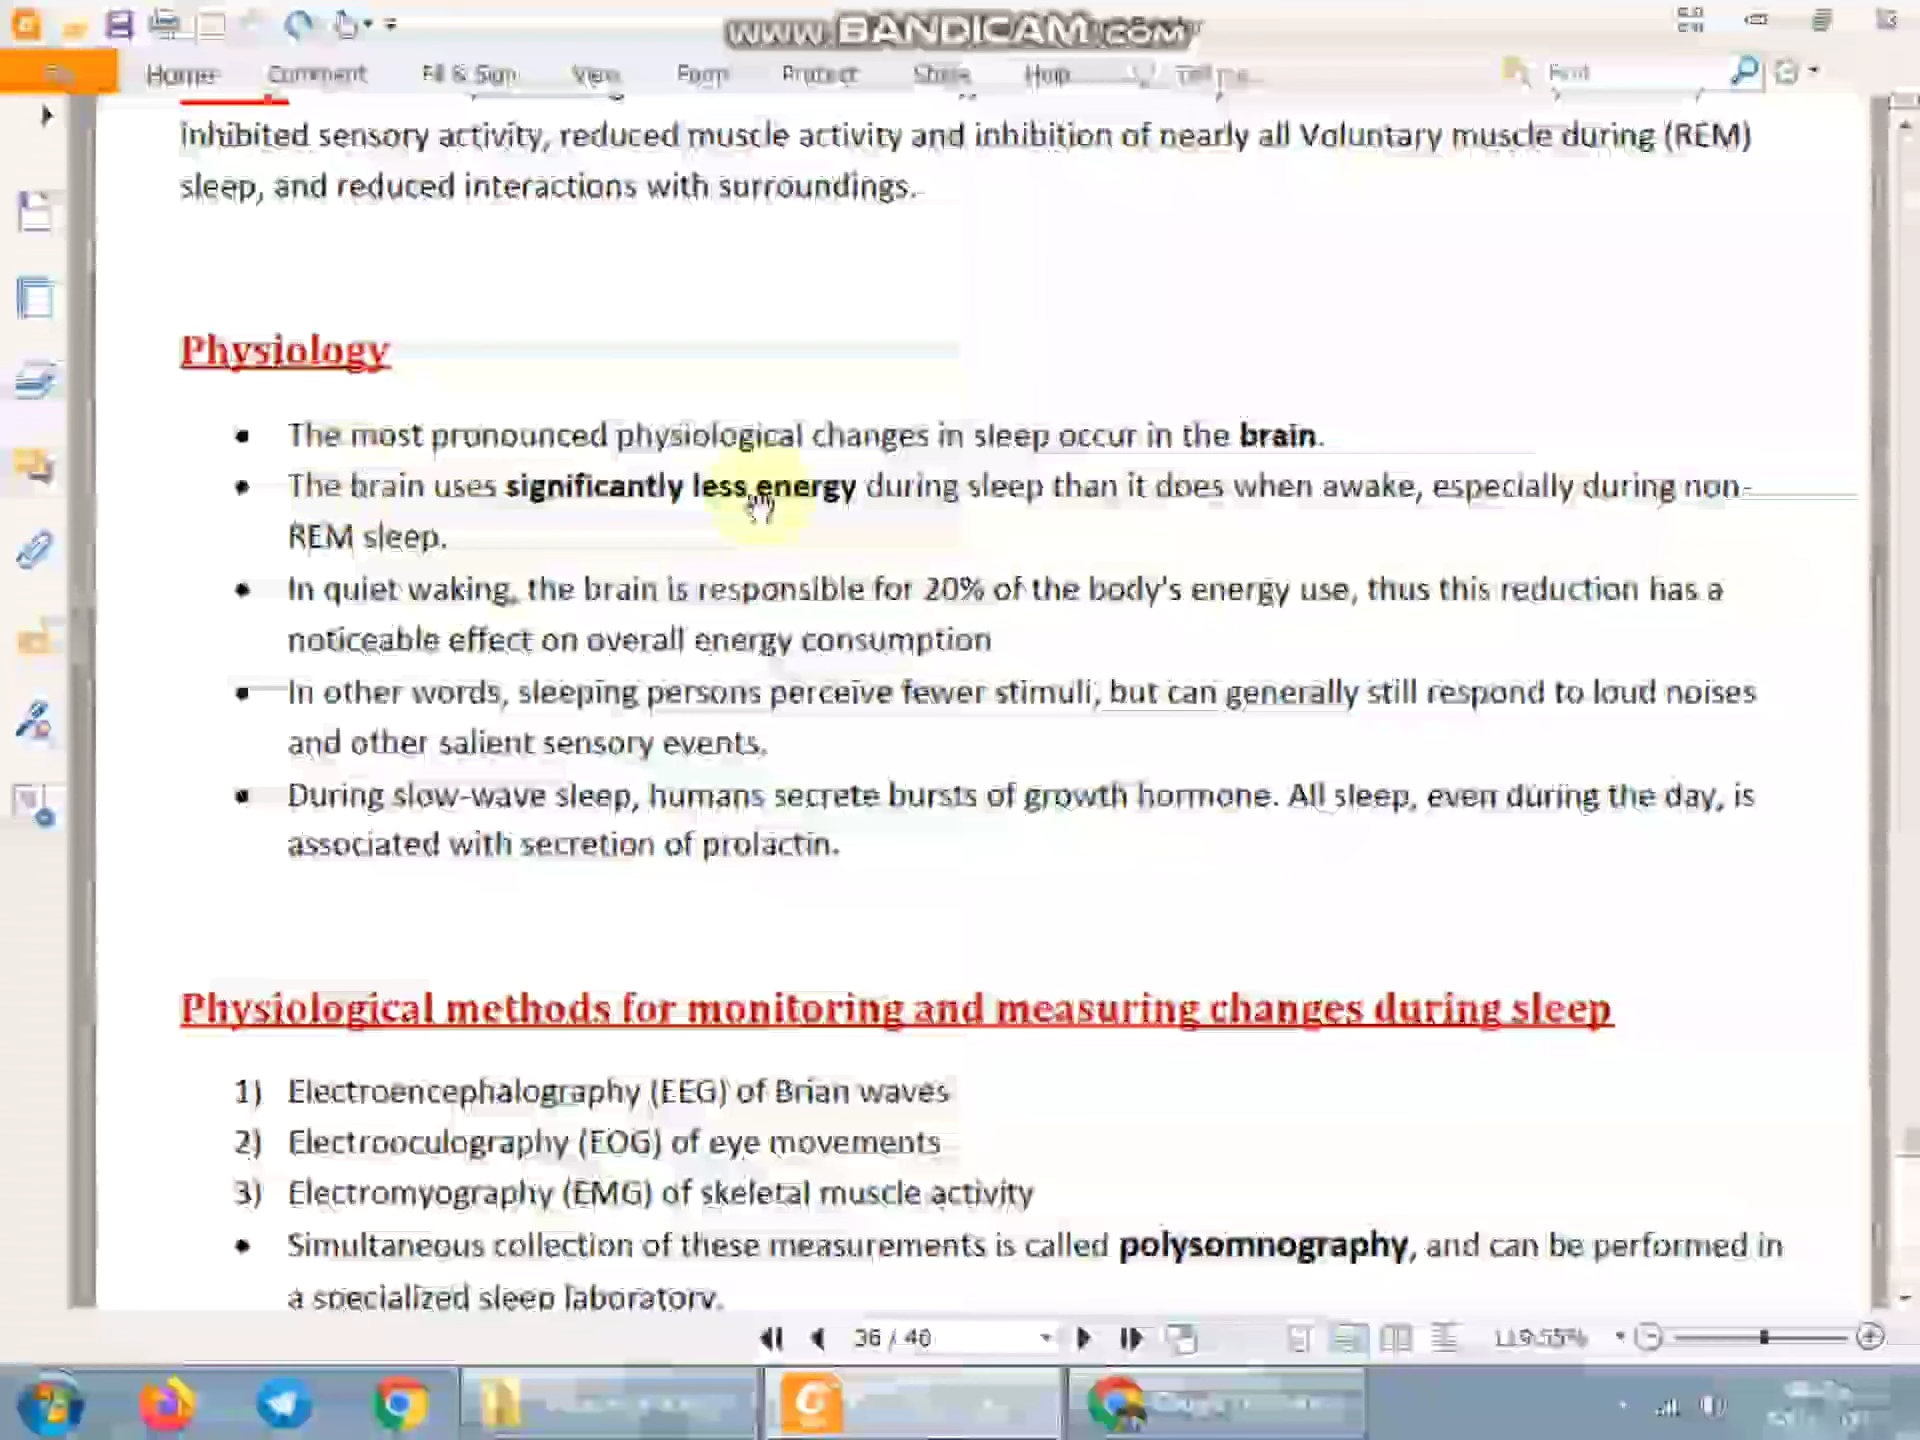 www.BANDICAM.com
Home Comment Fill & Sign View Form Protect Share Help Tell me... Find
inhibited sensory activity, reduced muscle activity and inhibition of nearly all Voluntary muscle during (REM)
sleep, and reduced interactions with surroundings.
Physiology
• The most pronounced physiological changes in sleep occur in the brain.
• The brain uses significantly less energy during sleep than it does when awake, especially during non-
REM sleep.
• In quiet waking, the brain is responsible for 20% of the body's energy use, thus this reduction has a
noticeable effect on overall energy consumption
• In other words, sleeping persons perceive fewer stimuli, but can generally still respond to loud noises
and other salient sensory events.
• During slow-wave sleep, humans secrete bursts of growth hormone. All sleep, even during the day, is
associated with secretion of prolactin.
Physiological methods for monitoring and measuring changes during sleep
1) Electroencephalography (EEG) of Brian waves
2) Electrooculography (EOG) of eye movements
3) Electromyography (EMG) of skeletal muscle activity
• Simultaneous collection of these measurements is called polysomnography, and can be performed in
a specialized sleep laboratory.
36 / 40 119.55%